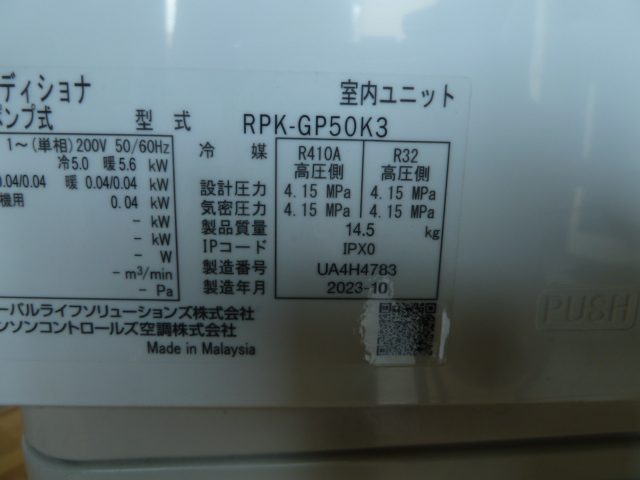 ディショナ 室内ユニット
ンプ式 型式 RPK-GP50K3
1~(単相)200V 50/60Hz
冷5.0 暖5.6 kW
0.04/0.04 暖 0.04/0.04 kW
機用 0.04 kW
- kW
- kW
- W
- m³/min
- Pa
冷媒 R410A R32
高圧側 高圧側
設計圧力 4.15 MPa 4.15 MPa
気密圧力 4.15 MPa 4.15 MPa
製品質量 14.5 kg
IPコード IPX0
製造番号 UA4H4783
製造年月 2023-10
ーバルライフソリューションズ株式会社
ンソンコントロールズ空調株式会社
Made in Malaysia
PUSH